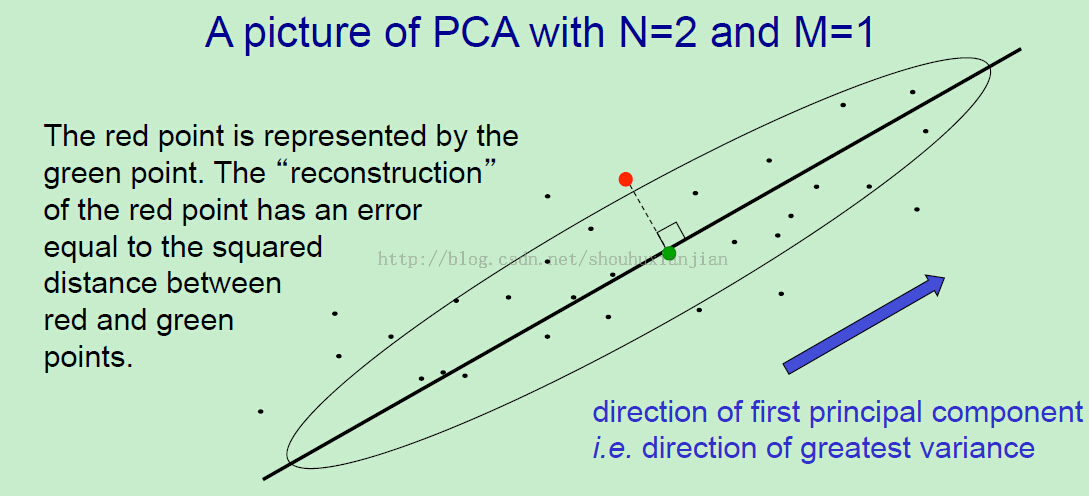 A picture of PCA with N=2 and M=1
The red point is represented by the
green point. The “reconstruction”
of the red point has an error
equal to the squared
distance between
red and green
points.
http://blog.csdn.net/shouhuxianjian
direction of first principal component
i.e. direction of greatest variance